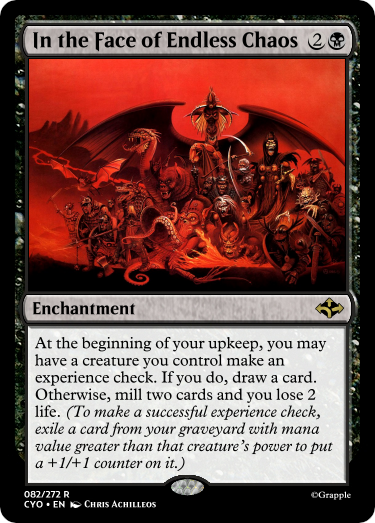 In the Face of Endless Chaos 2
Enchantment
At the beginning of your upkeep, you may
have a creature you control make an
experience check. If you do, draw a card.
Otherwise, mill two cards and you lose 2
life. (To make a successful experience check,
exile a card from your graveyard with mana
value greater than that creature's power to put
a +1/+1 counter on it.)
082/272 R
CYO • EN Chris Achilleos
©Grapple